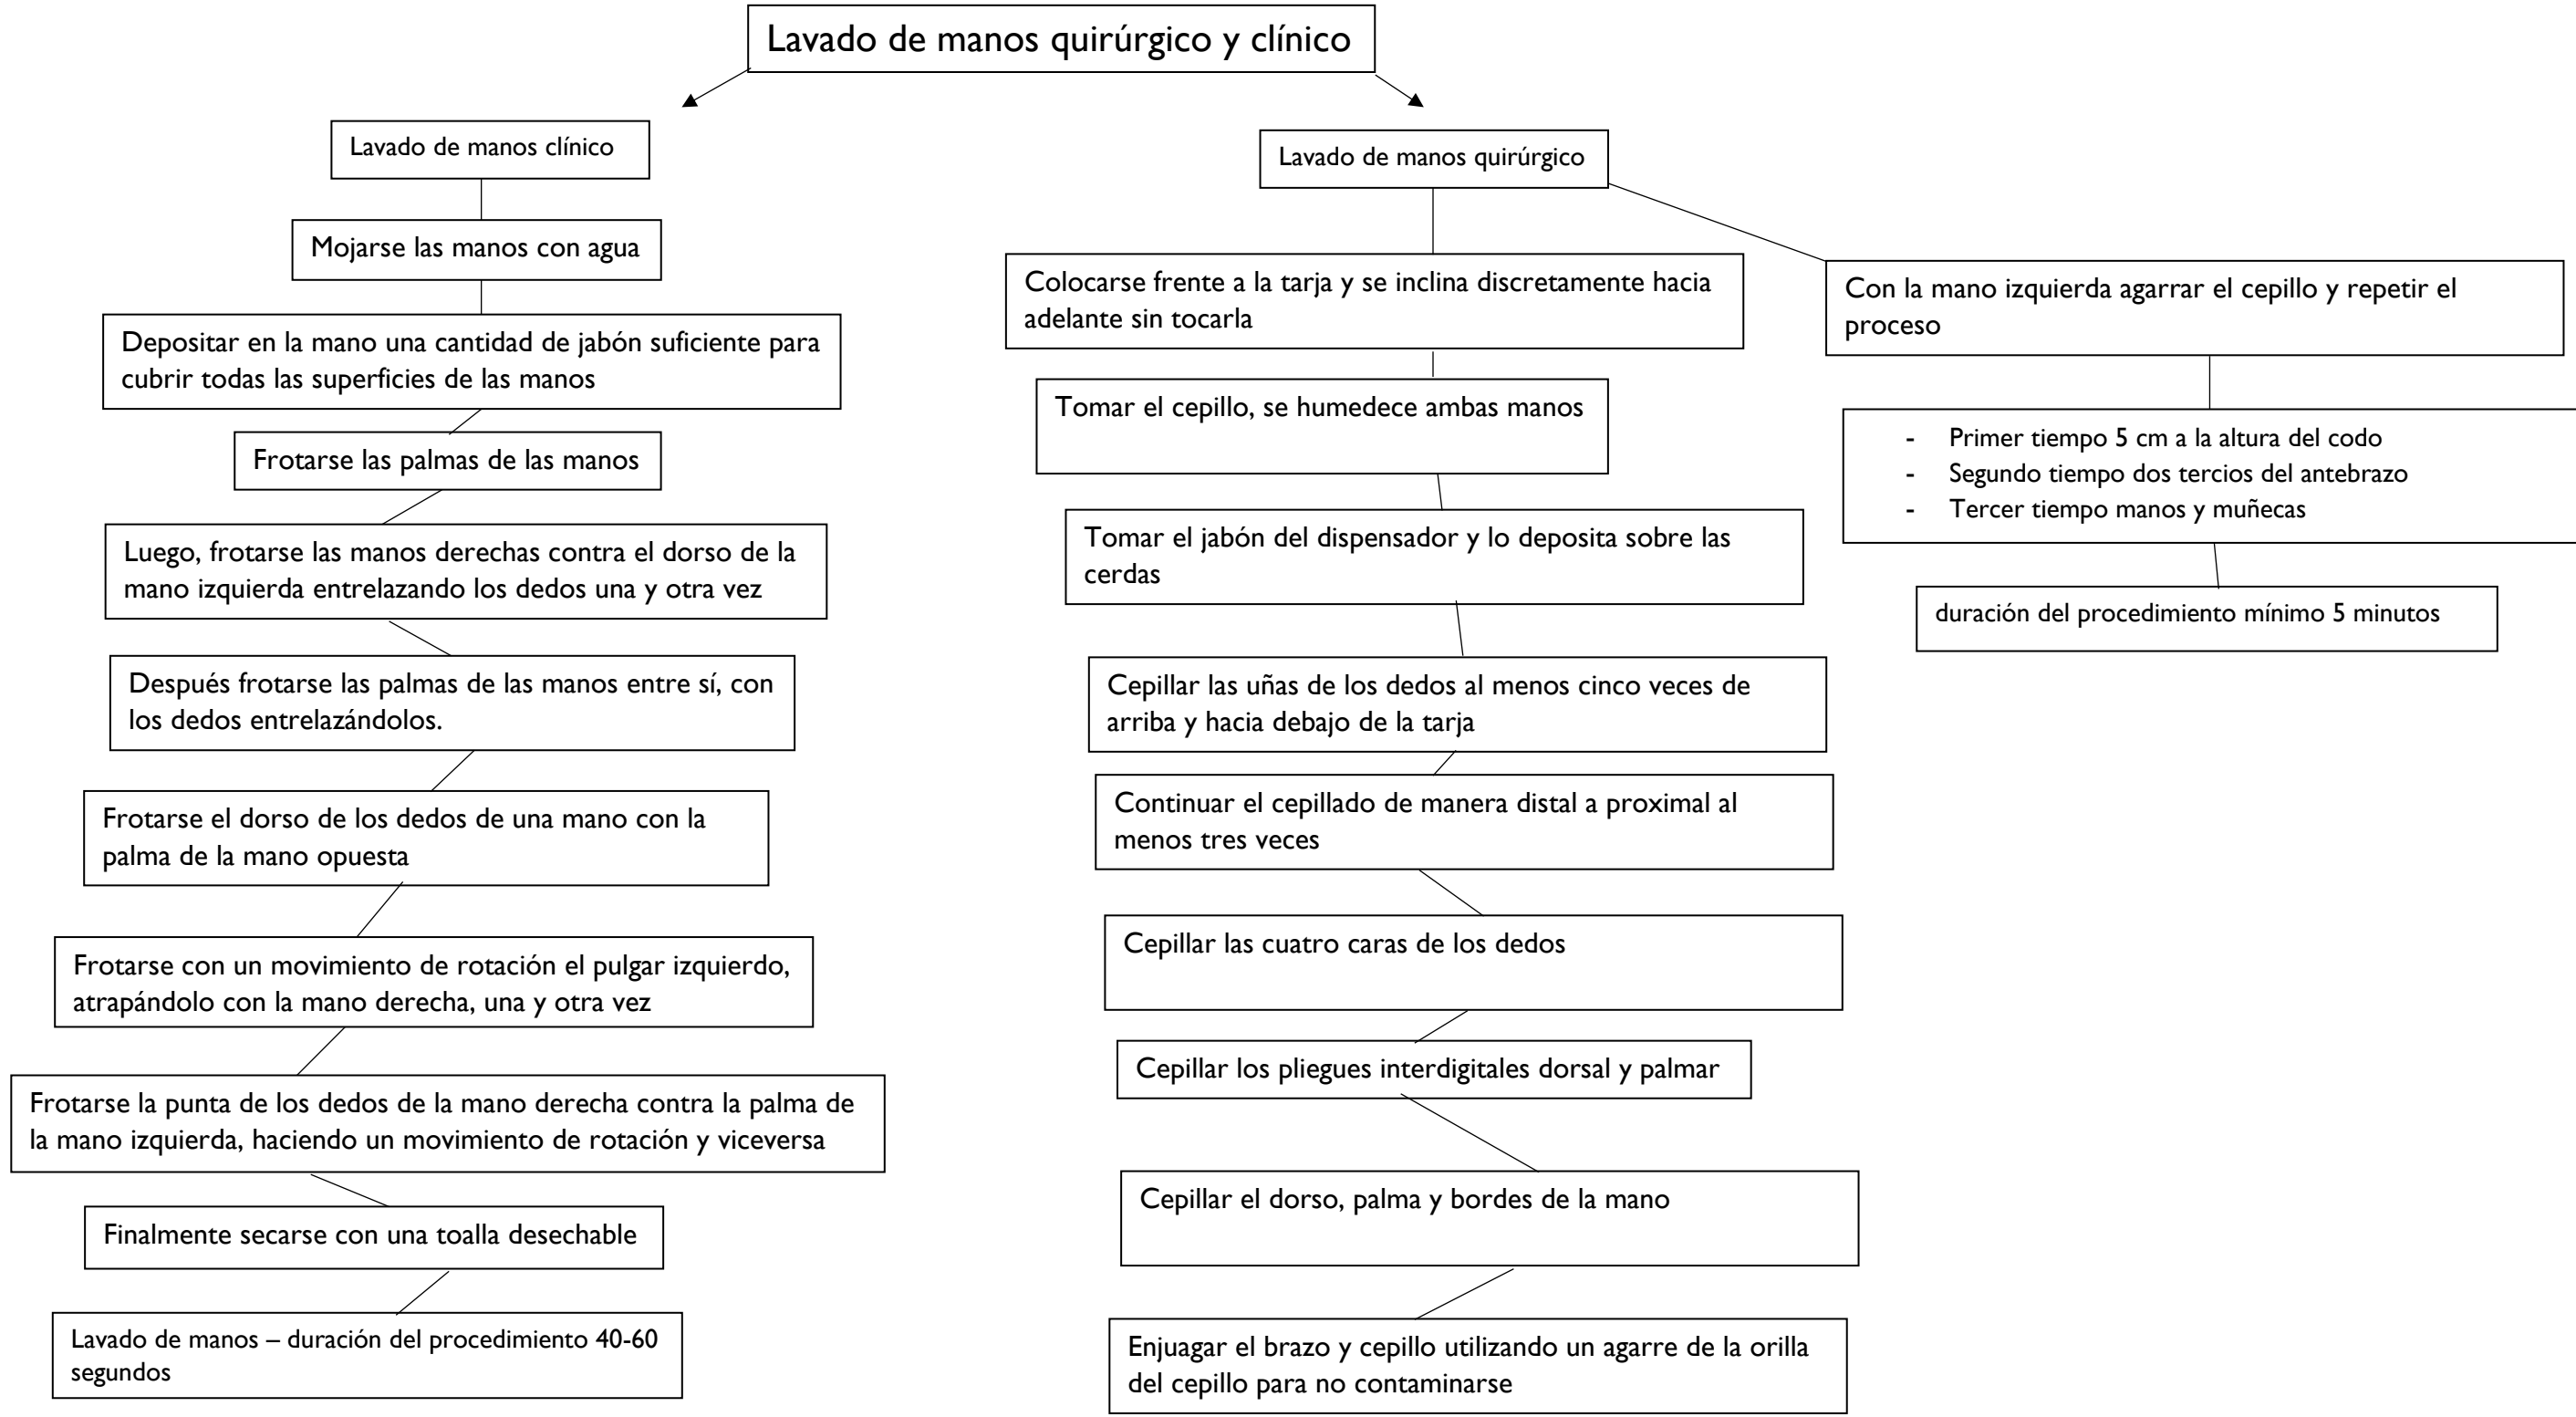 Lavado de manos quirúrgico y clínico
Lavado de manos clínico
Mojarse las manos con agua
Depositar en la mano una cantidad de jabón suficiente para
cubrir todas las superficies de las manos
Frotarse las palmas de las manos
Luego, frotarse las manos derechas contra el dorso de la
mano izquierda entrelazando los dedos una y otra vez
Después frotarse las palmas de las manos entre sí, con
los dedos entrelazándolos.
Frotarse el dorso de los dedos de una mano con la
palma de la mano opuesta
Frotarse con un movimiento de rotación el pulgar izquierdo,
atrapándolo con la mano derecha, una y otra vez
Frotarse la punta de los dedos de la mano derecha contra la palma de
la mano izquierda, haciendo un movimiento de rotación y viceversa
Finalmente secarse con una toalla desechable
Lavado de manos – duración del procedimiento 40-60
segundos
Lavado de manos quirúrgico
Colocarse frente a la tarja y se inclina discretamente hacia
adelante sin tocarla
Tomar el cepillo, se humedece ambas manos
Tomar el jabón del dispensador y lo deposita sobre las
cerdas
Cepillar las uñas de los dedos al menos cinco veces de
arriba y hacia debajo de la tarja
Continuar el cepillado de manera distal a proximal al
menos tres veces
Cepillar las cuatro caras de los dedos
Cepillar los pliegues interdigitales dorsal y palmar
Cepillar el dorso, palma y bordes de la mano
Enjuagar el brazo y cepillo utilizando un agarre de la orilla
del cepillo para no contaminarse
Con la mano izquierda agarrar el cepillo y repetir el
proceso
- Primer tiempo 5 cm a la altura del codo
- Segundo tiempo dos tercios del antebrazo
- Tercer tiempo manos y muñecas
duración del procedimiento mínimo 5 minutos